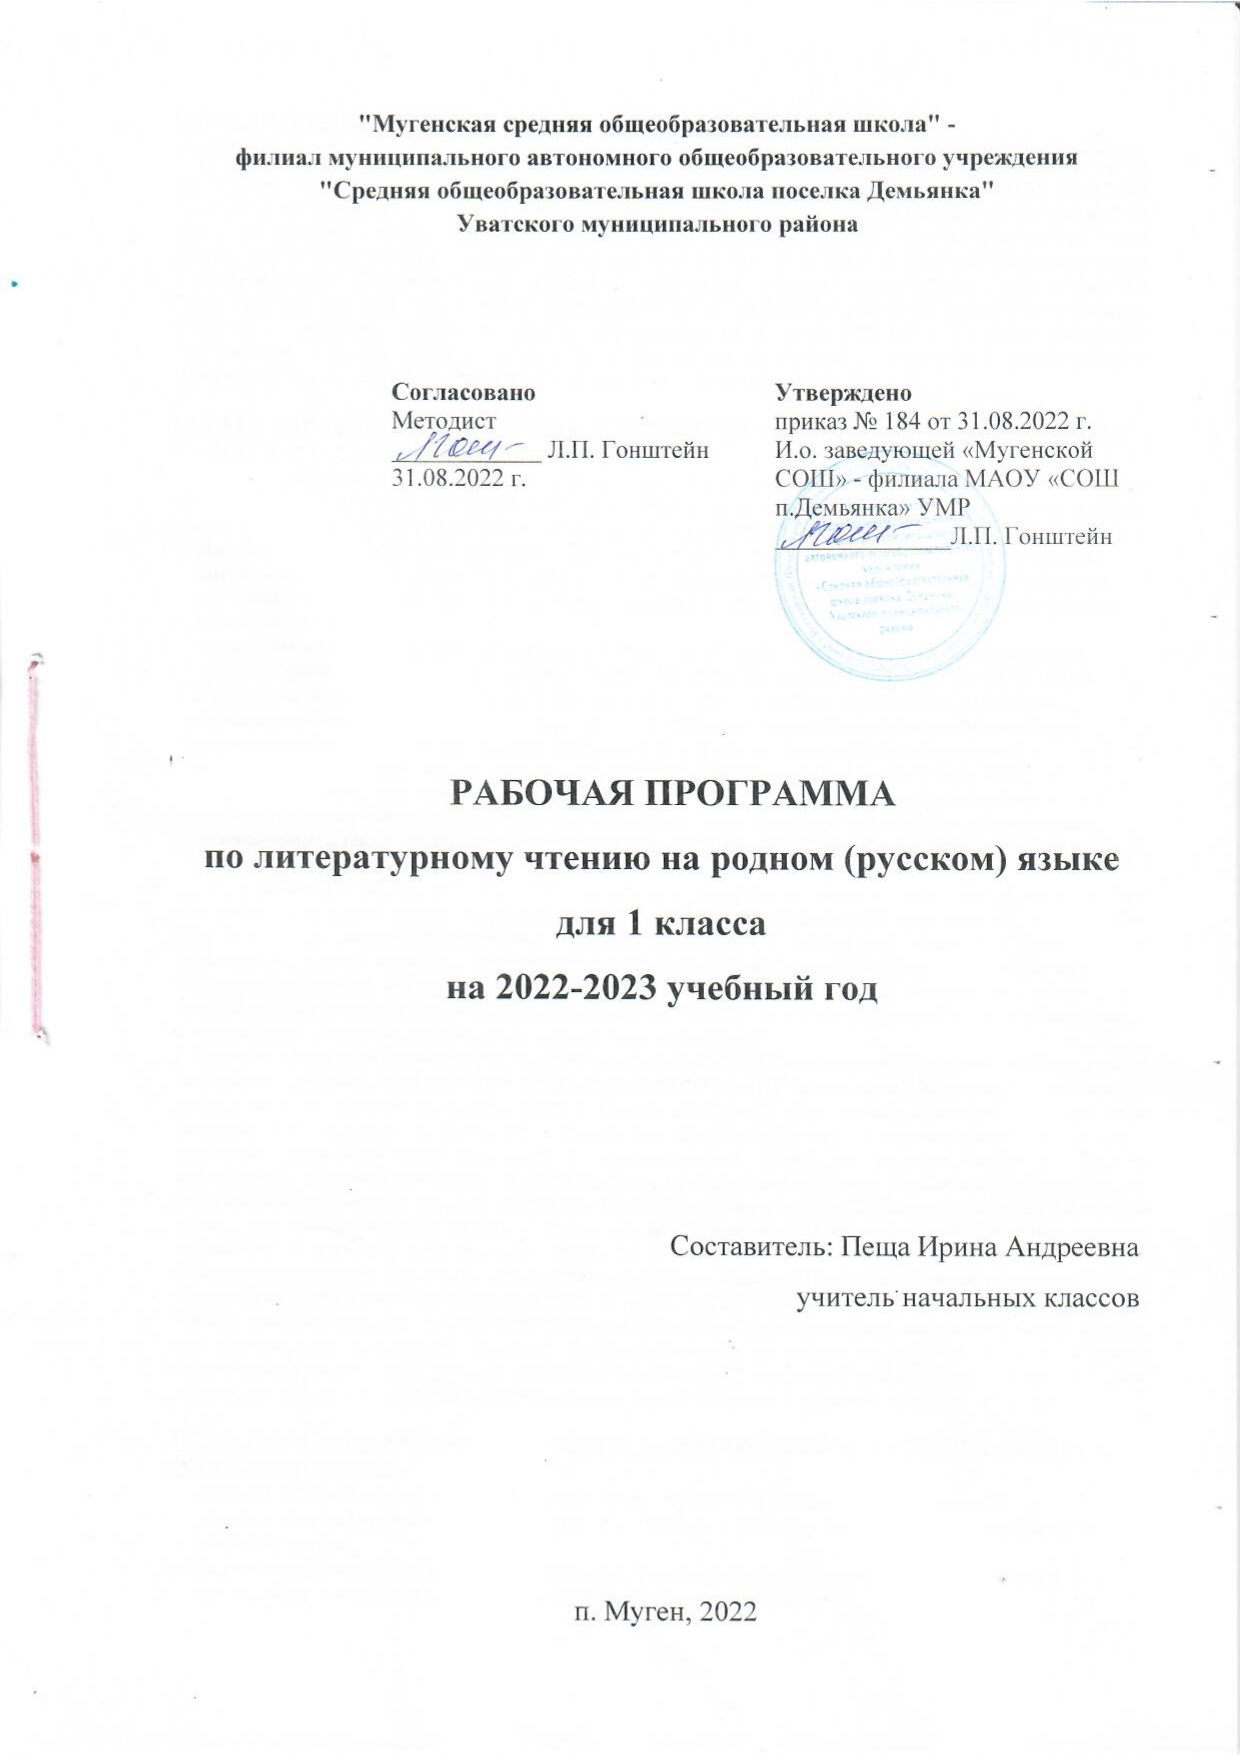 "Мугенская средняя общеобразовательная школа" -
филиал муниципального автономного общеобразовательного учреждения
"Средняя общеобразовательная школа поселка Демьянка"
Уватского муниципального района
Согласовано
Методист
Л.П. Гонштейн
31.08.2022 г.
Утверждено
приказ № 184 от 31.08.2022 г.
И.о. заведующей «Мугенской
СОШ» - филиала МАОУ «СОШ
п.Демьянка» УМР
Л.П. Гонштейн
РАБОЧАЯ ПРОГРАММА
по литературному чтению на родном (русском) языке
для 1 класса
на 2022-2023 учебный год
Составитель: Пеща Ирина Андреевна
учитель начальных классов
п. Муген, 2022